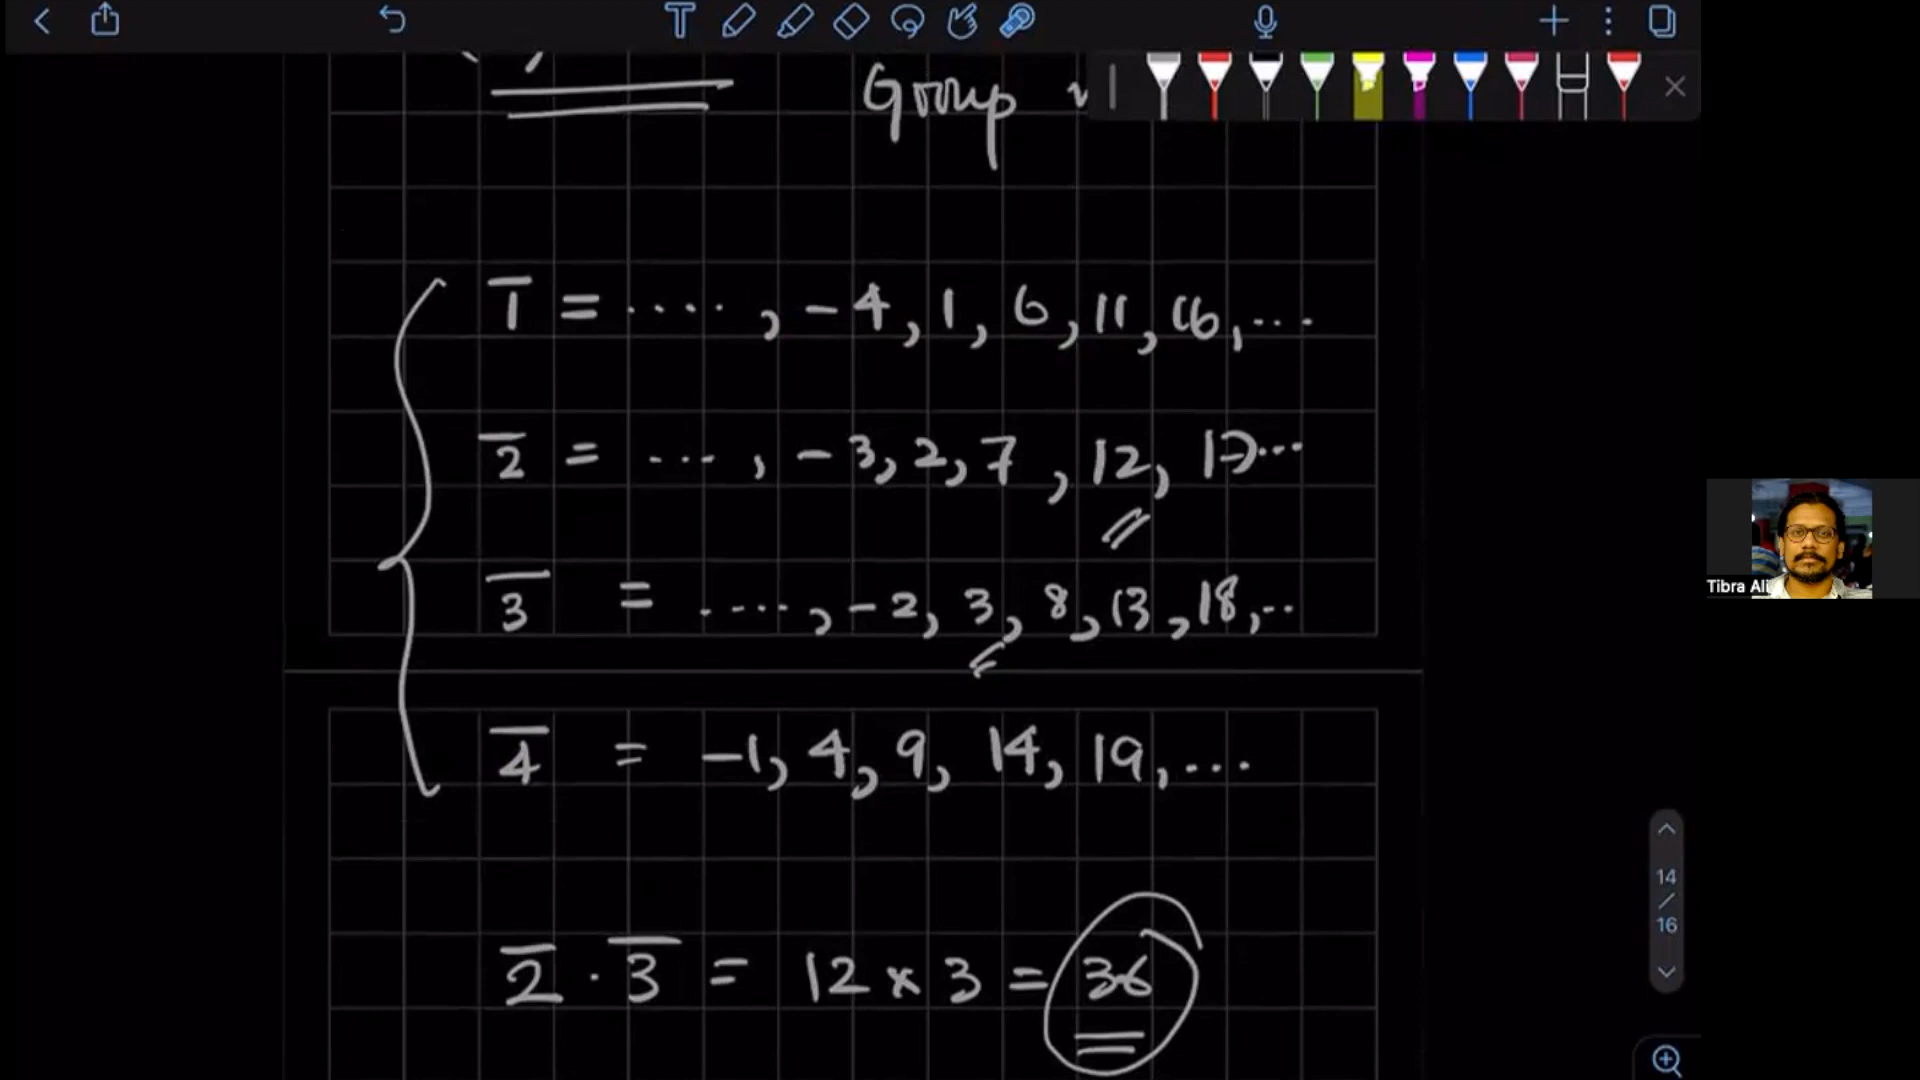 Group
1̅ = ...., -4, 1, 6, 11, 16, ...
2̅ = ..., -3, 2, 7, 12, 17...
3̅ = ...., -2, 3, 8, 13, 18, ..
4̅ = -1, 4, 9, 14, 19, ...
2̅ · 3̅ = 12 × 3 = 36
Tibra Ali
14
/
16